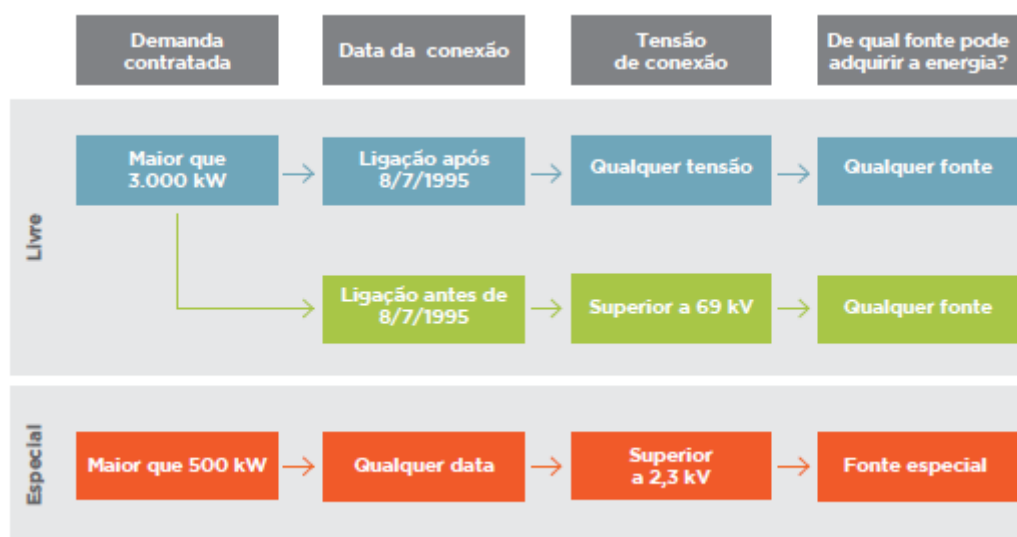 Demanda
contratada
Data da conexão
Tensão
de conexão
De qual fonte pode
adquirir a energia?
Livre
Maior que
3.000 kW
Ligação após
8/7/1995
Qualquer tensão
Qualquer fonte
Ligação antes de
8/7/1995
Superior a 69 kV
Qualquer fonte
Especial
Maior que 500 kW
Qualquer data
Superior
a 2,3 kV
Fonte especial